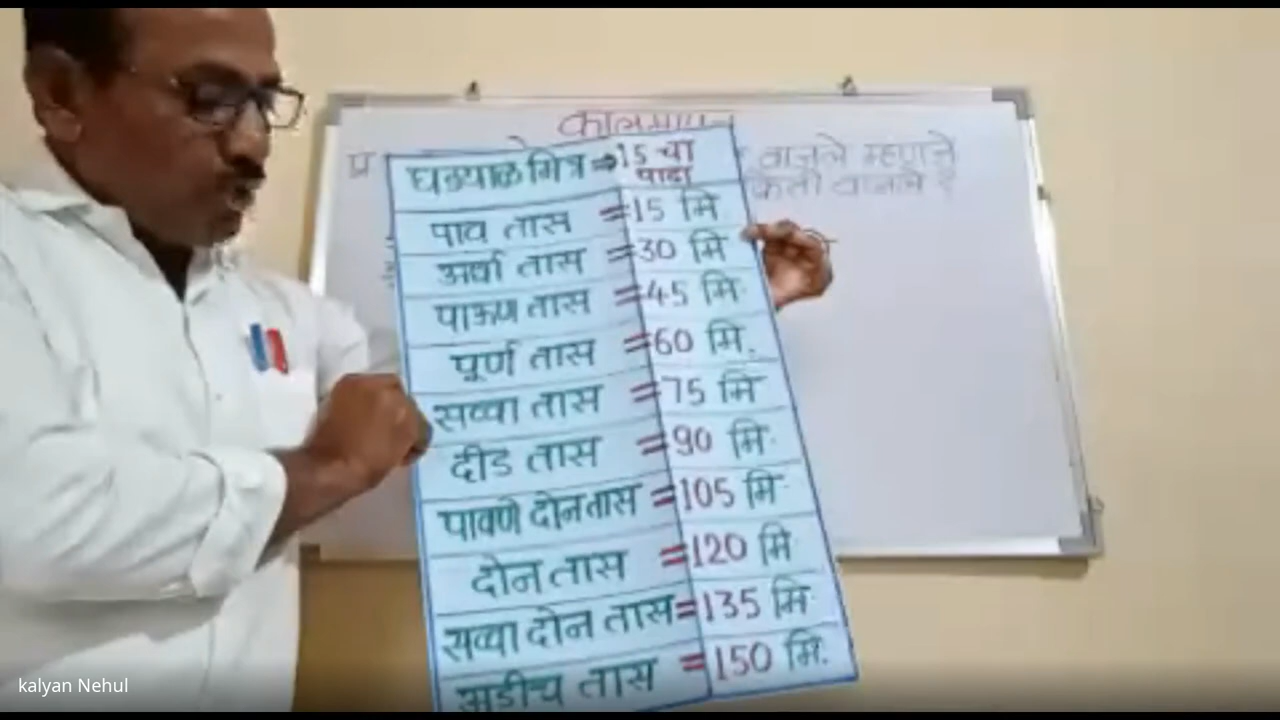 कालमापन
प्र
वाजले म्हणजे
किती वाजले ?
घड्याळ मित्र ⇒ 15 चा पाढा
पाव तास = 15 मि
अर्धा तास = 30 मि
पाऊण तास = 45 मि.
पूर्ण तास = 60 मि.
सव्वा तास = 75 मि
दीड तास = 90 मि.
पावणे दोन तास = 105 मि
दोन तास = 120 मि
सव्वा दोन तास = 135 मि
अडीच तास = 150 मि.
kalyan Nehul